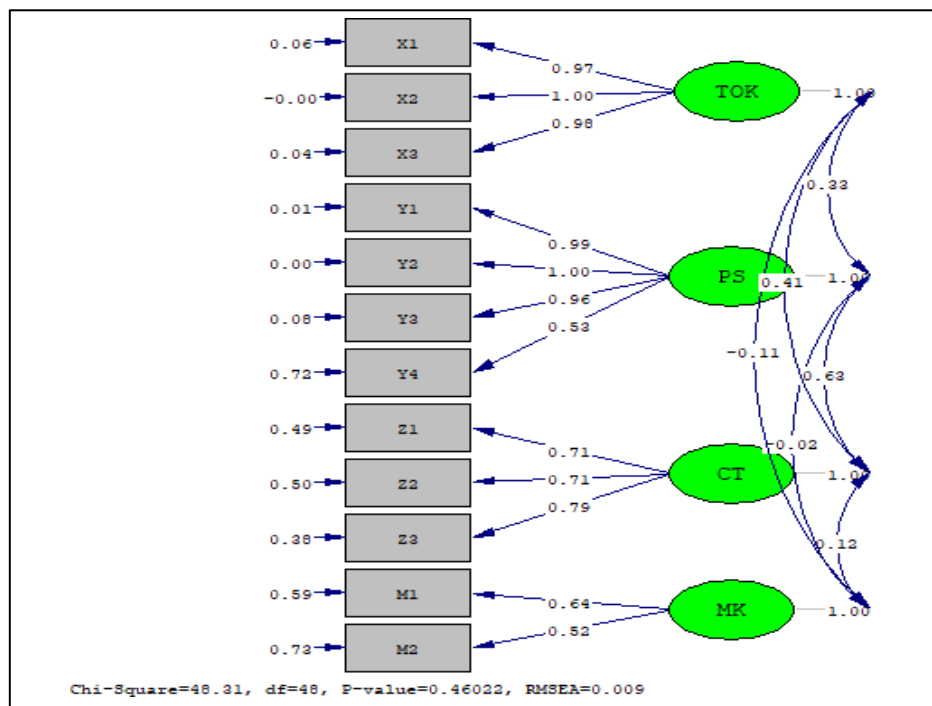 0.06 X1
0.97
TOK 1.00
-0.00 X2
1.00
0.04 X3
0.98
0.33
0.01 Y1
0.99
0.00 Y2
1.00
PS 1.00
0.41
0.08 Y3
0.96
0.53
-0.11
0.72 Y4
0.63
0.49 Z1
0.71
-0.02
0.50 Z2
0.71
CT 1.00
0.79
0.38 Z3
0.12
0.59 M1
0.64
MK 1.00
0.52
0.73 M2
Chi-Square=48.31, df=48, P-value=0.46022, RMSEA=0.009